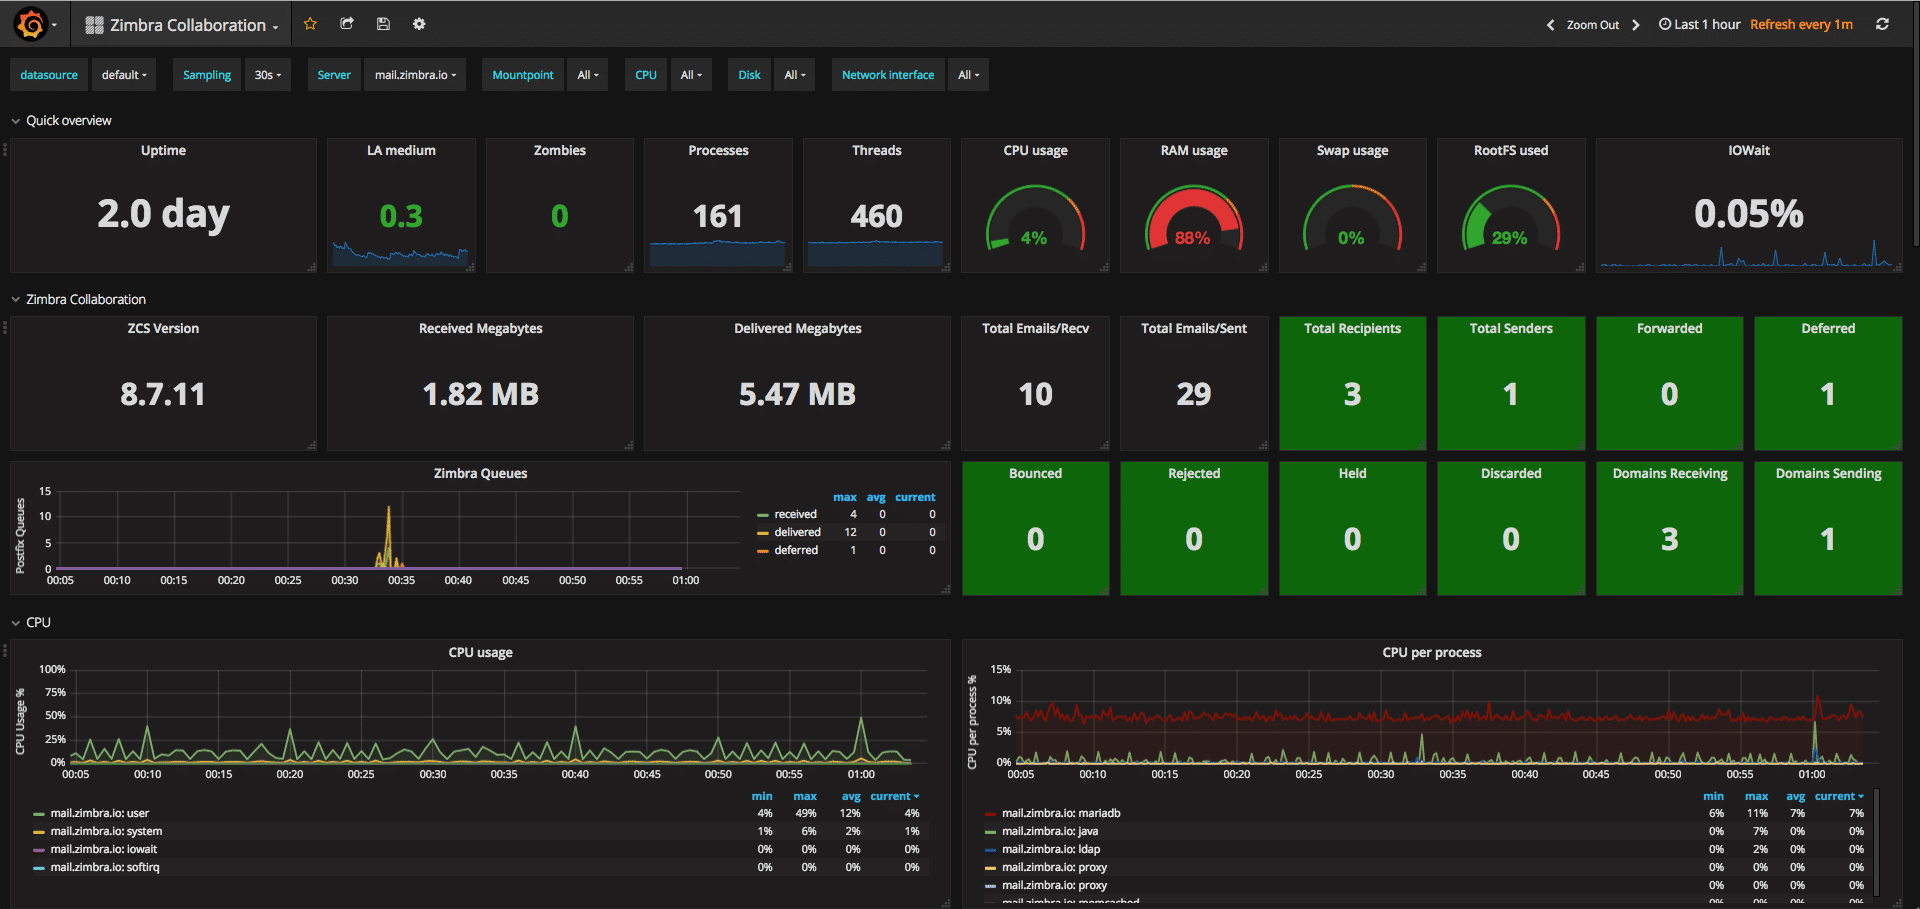 Zimbra Collaboration
Zoom Out
Last 1 hour
Refresh every 1m
datasource default
Sampling 30s
Server mail.zimbra.io
Mountpoint All
CPU All
Disk All
Network interface All
Quick overview
Uptime
2.0 day
LA medium
0.3
Zombies
0
Processes
161
Threads
460
CPU usage
4%
RAM usage
88%
Swap usage
0%
RootFS used
29%
IOWait
0.05%
Zimbra Collaboration
ZCS Version
8.7.11
Received Megabytes
1.82 MB
Delivered Megabytes
5.47 MB
Total Emails/Recv
10
Total Emails/Sent
29
Total Recipients
3
Total Senders
1
Forwarded
0
Deferred
1
Zimbra Queues
Postfix Queues
15
10
5
0
00:05 00:10 00:15 00:20 00:25 00:30 00:35 00:40 00:45 00:50 00:55 01:00
max avg current
received 4 0 0
delivered 12 0 0
deferred 1 0 0
Bounced
0
Rejected
0
Held
0
Discarded
0
Domains Receiving
3
Domains Sending
1
CPU
CPU usage
CPU Usage %
100%
75%
50%
25%
0%
00:05 00:10 00:15 00:20 00:25 00:30 00:35 00:40 00:45 00:50 00:55 01:00
min max avg current
mail.zimbra.io: user 4% 49% 12% 4%
mail.zimbra.io: system 1% 6% 2% 1%
mail.zimbra.io: iowait 0% 0% 0% 0%
mail.zimbra.io: softirq 0% 0% 0% 0%
CPU per process
CPU per process %
15%
10%
5%
0%
00:05 00:10 00:15 00:20 00:25 00:30 00:35 00:40 00:45 00:50 00:55 01:00
min max avg current
mail.zimbra.io: mariadb 6% 11% 7% 7%
mail.zimbra.io: java 0% 7% 0% 0%
mail.zimbra.io: ldap 0% 2% 0% 0%
mail.zimbra.io: proxy 0% 0% 0% 0%
mail.zimbra.io: proxy 0% 0% 0% 0%
mail.zimbra.io: memcached 0% 0% 0% 0%